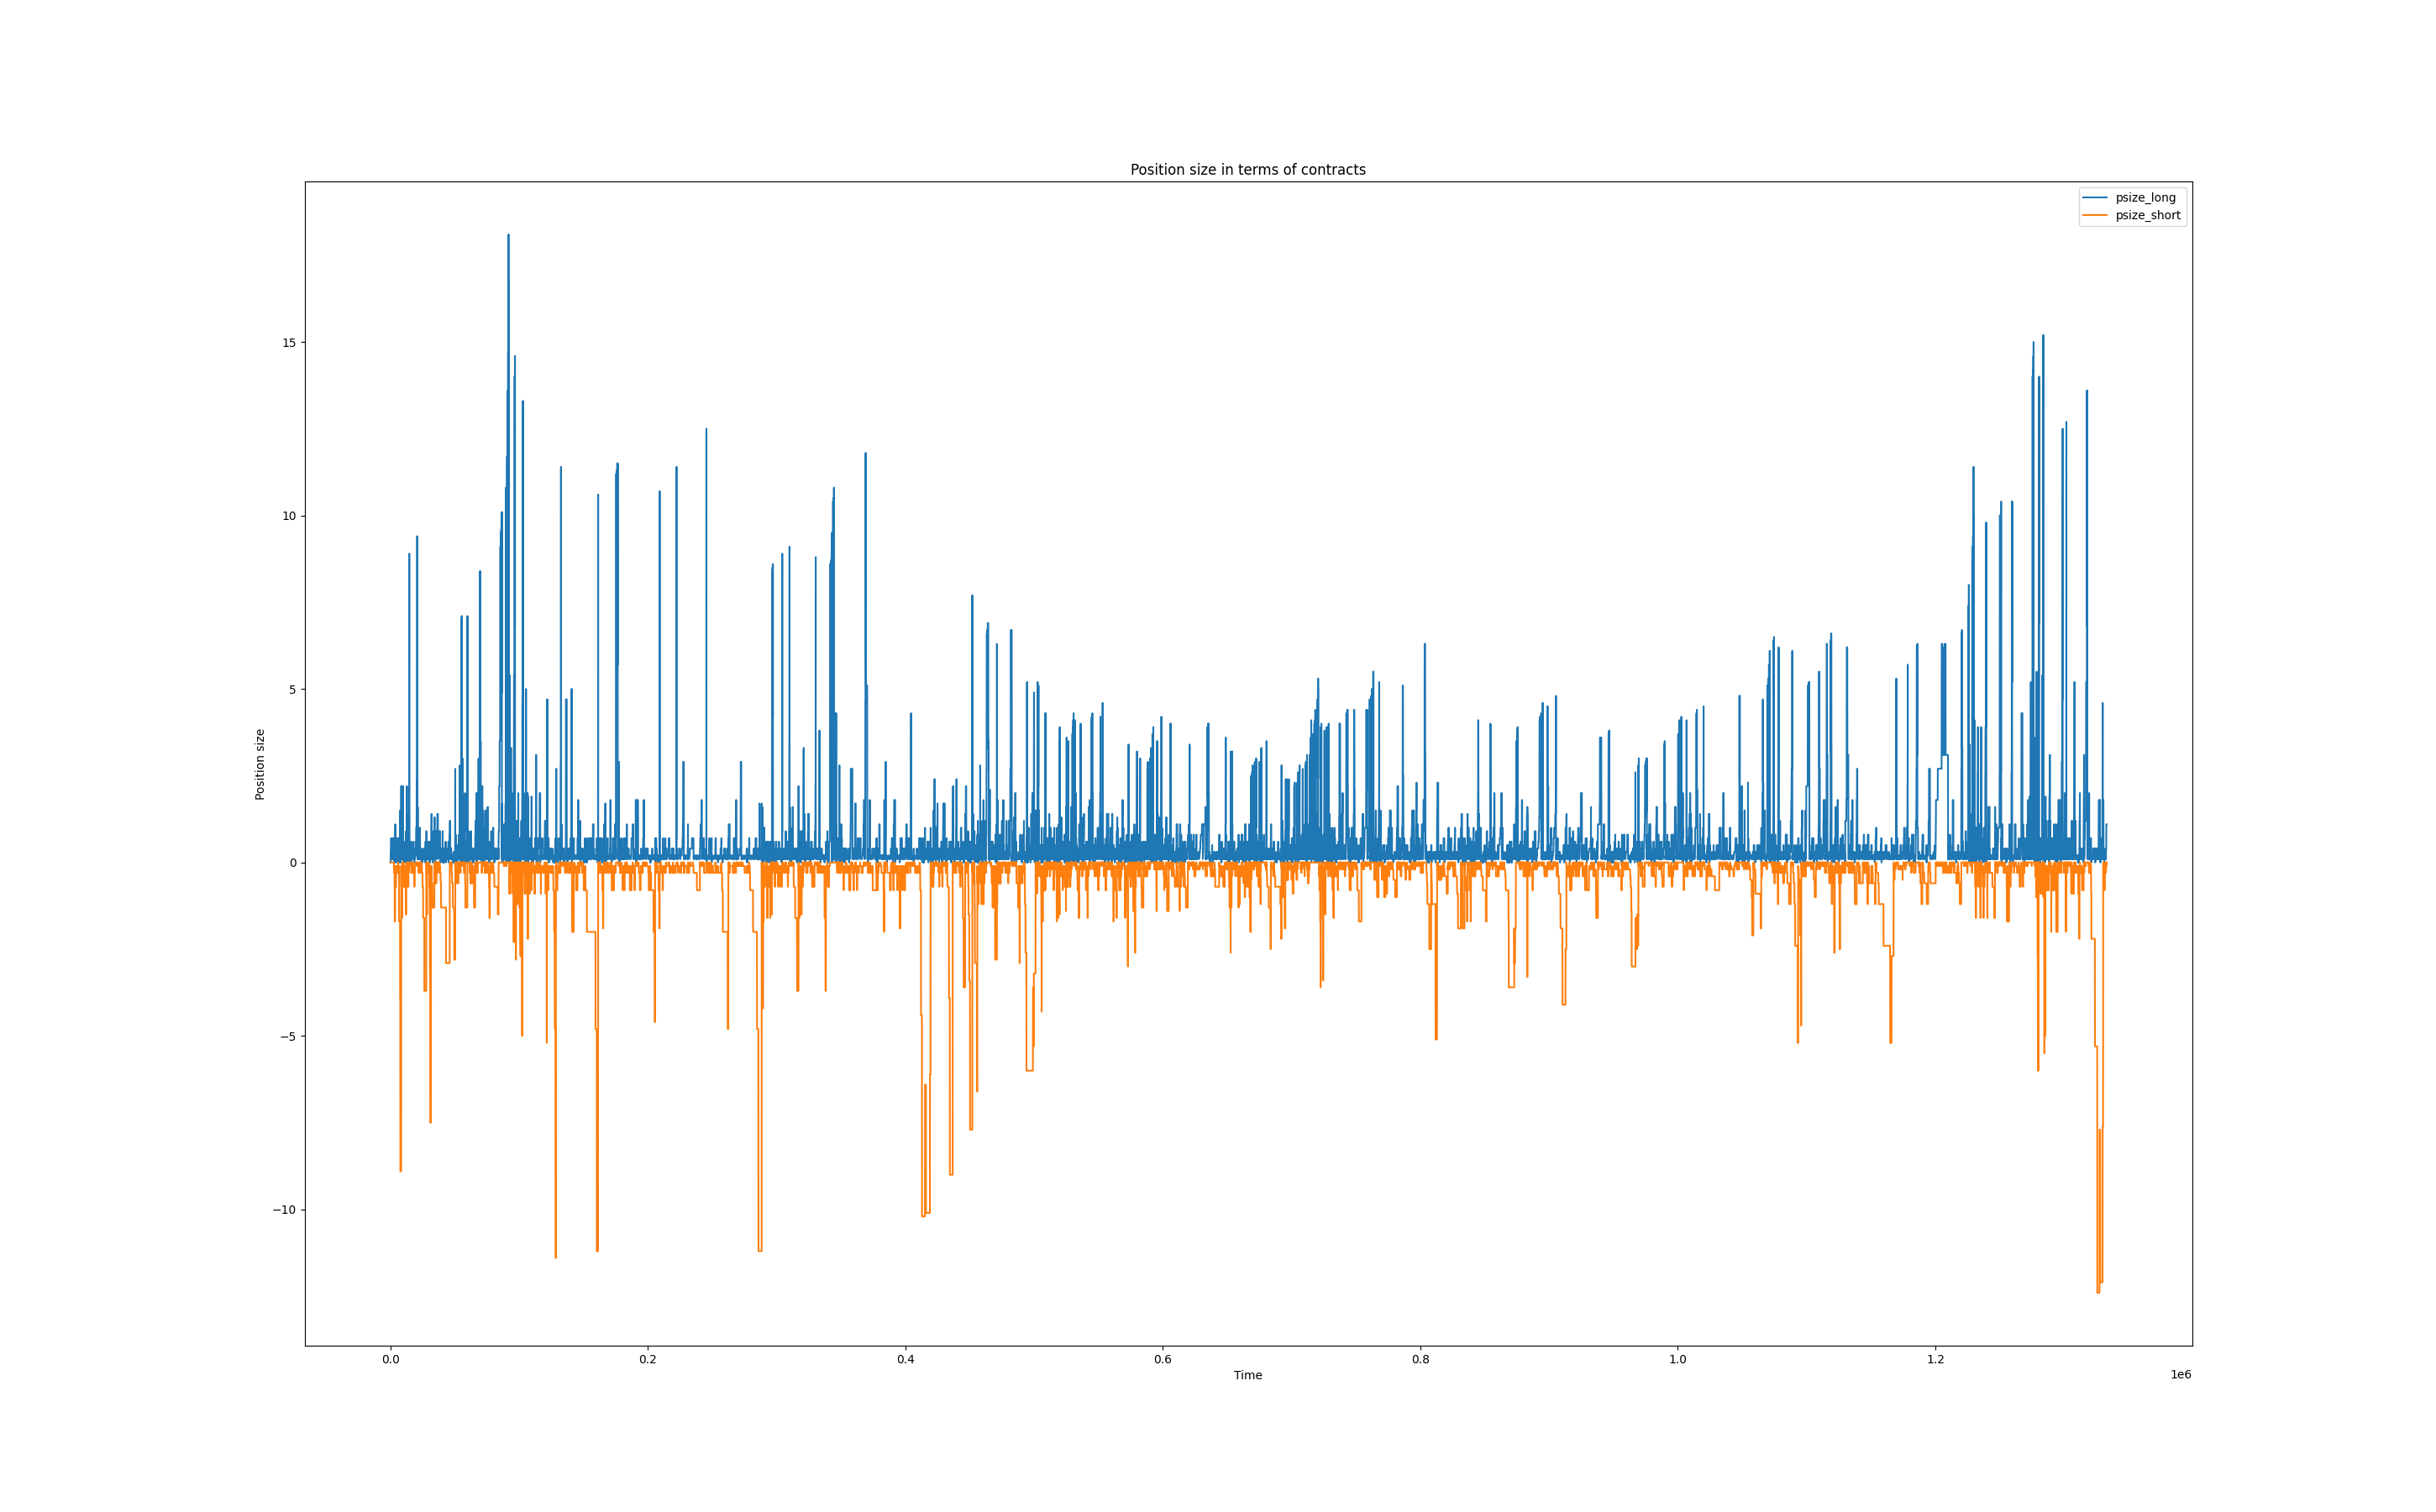 Position size in terms of contracts
psize_long
psize_short
15
10
5
0
−5
−10
Position size
0.0
0.2
0.4
0.6
0.8
1.0
1.2
1e6
Time